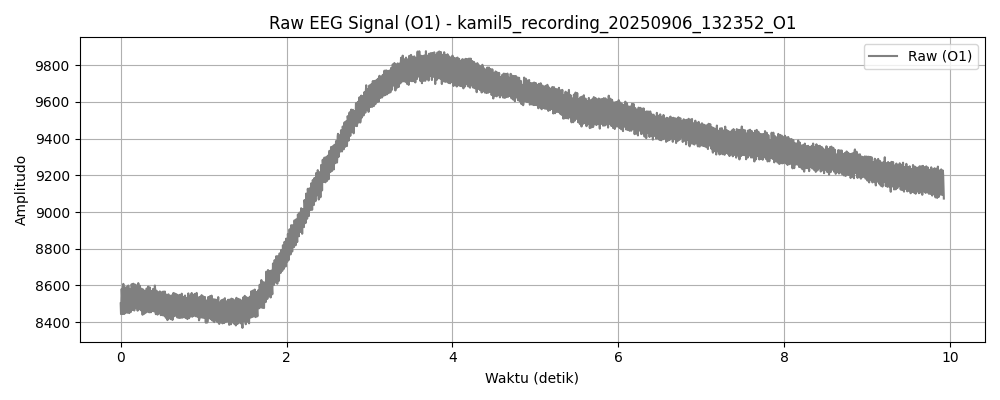 Raw EEG Signal (O1) - kamil5_recording_20250906_132352_O1
Raw (O1)
Amplitudo
9800
9600
9400
9200
9000
8800
8600
8400
0 2 4 6 8 10
Waktu (detik)